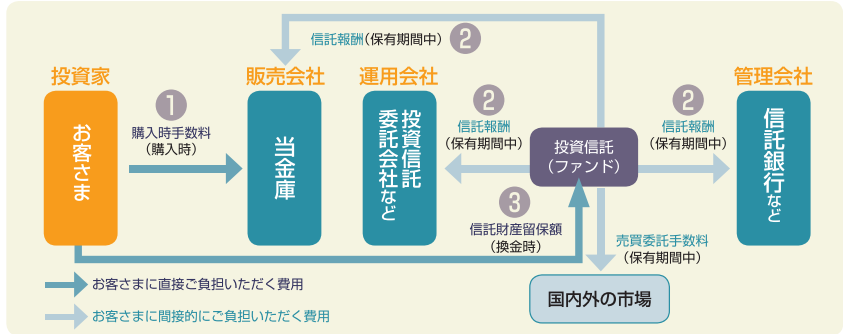 信託報酬(保有期間中) 2
投資家
販売会社
運用会社
管理会社
お客さま
1
購入時手数料
(購入時)
当金庫
投資信託
委託会社など
2
信託報酬
(保有期間中)
投資信託
(ファンド)
2
信託報酬
(保有期間中)
信託銀行など
3
信託財産留保額
(換金時)
売買委託手数料
(保有期間中)
国内外の市場
お客さまに直接ご負担いただく費用
お客さまに間接的にご負担いただく費用